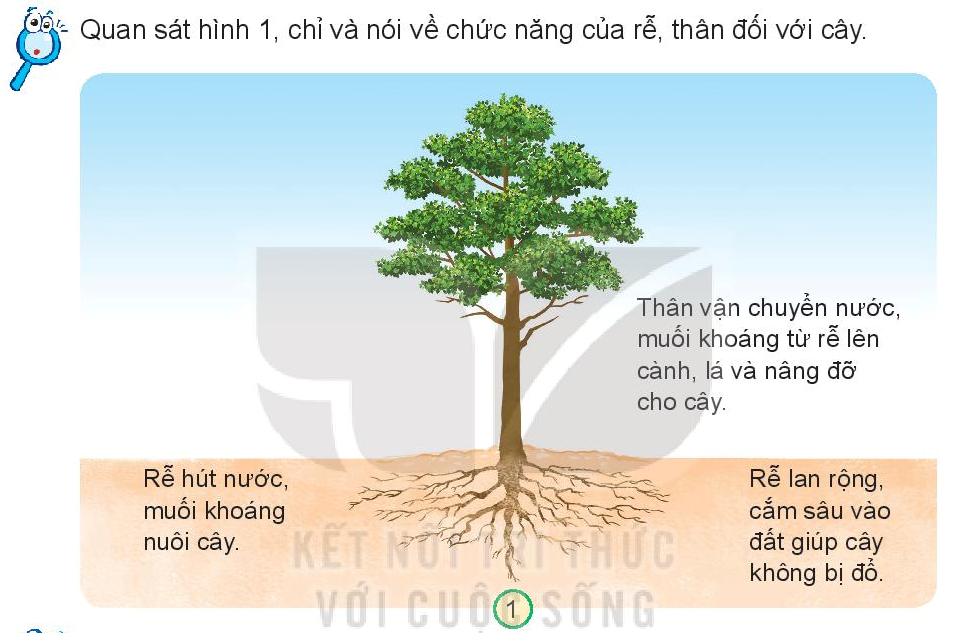 Quan sát hình 1, chỉ và nói về chức năng của rễ, thân đối với cây.
Thân vận chuyển nước,
muối khoáng từ rễ lên
cành, lá và nâng đỡ
cho cây.
Rễ hút nước,
muối khoáng
nuôi cây.
Rễ lan rộng,
cắm sâu vào
đất giúp cây
không bị đổ.
KẾT NỐI TRI THỨC
VỚI CUỘC SỐNG
1